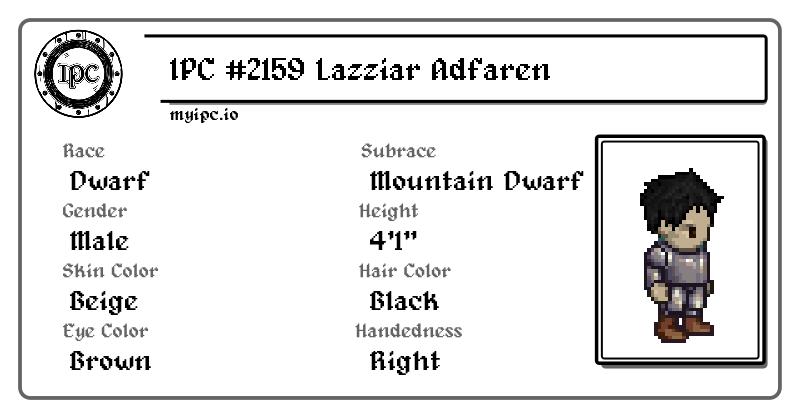 IPC
IPC #2159 Lazziar Adfaren
myipc.io
Race
Dwarf
Subrace
Mountain Dwarf
Gender
Male
Height
4'1"
Skin Color
Beige
Hair Color
Black
Eye Color
Brown
Handedness
Right